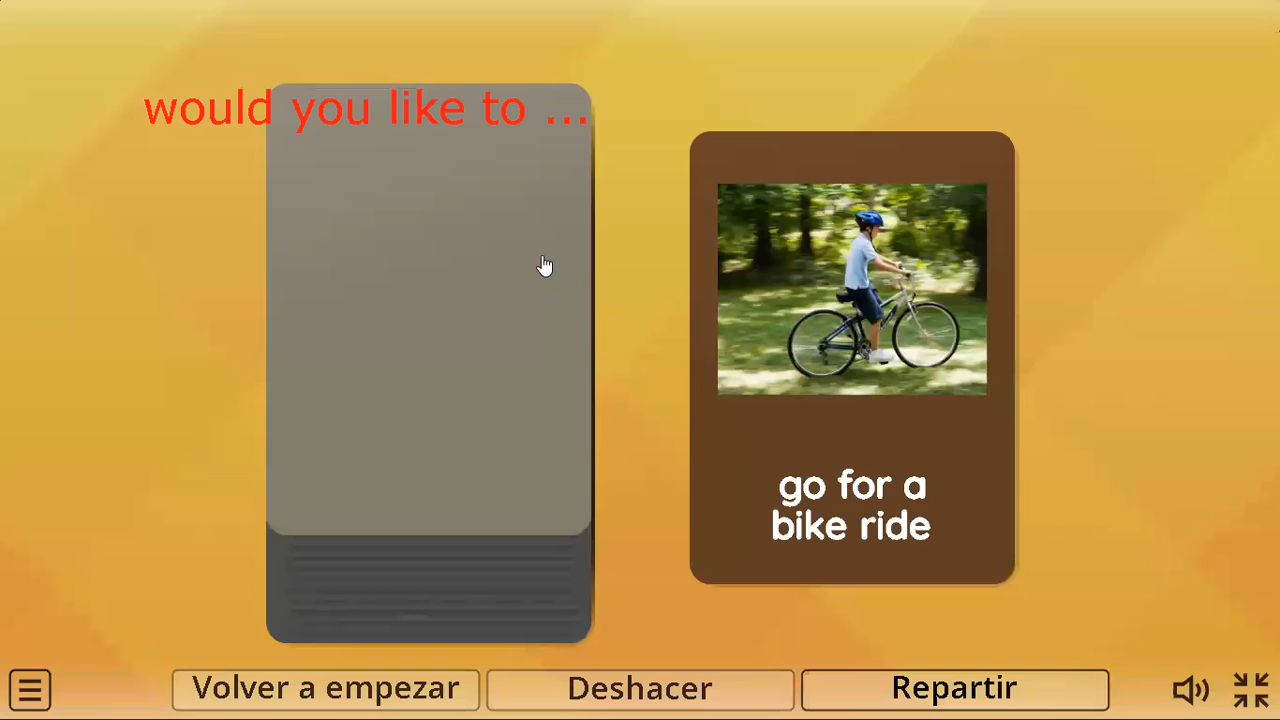 would you like to ...
go for a
bike ride
Volver a empezar
Deshacer
Repartir